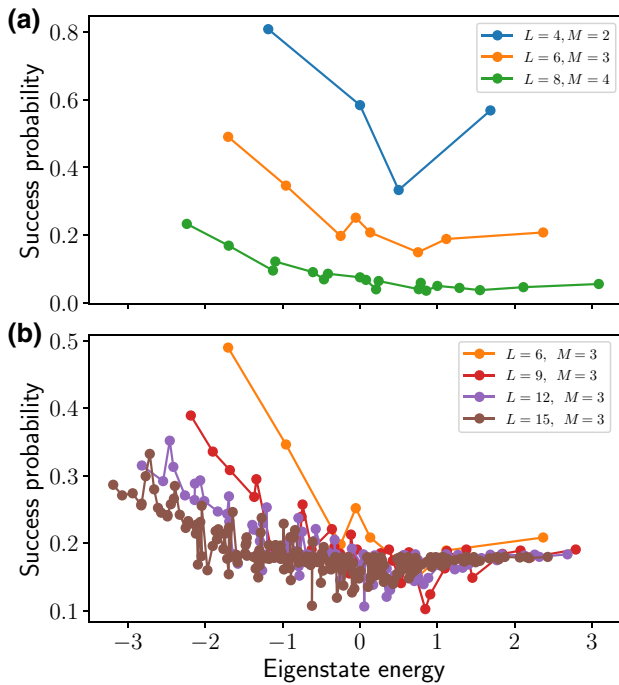 (a)
0.8
0.6
0.4
0.2
0.0
Success probability
L = 4, M = 2
L = 6, M = 3
L = 8, M = 4
(b)
0.5
0.4
0.3
0.2
0.1
Success probability
L = 6, M = 3
L = 9, M = 3
L = 12, M = 3
L = 15, M = 3
−3 −2 −1 0 1 2 3
Eigenstate energy